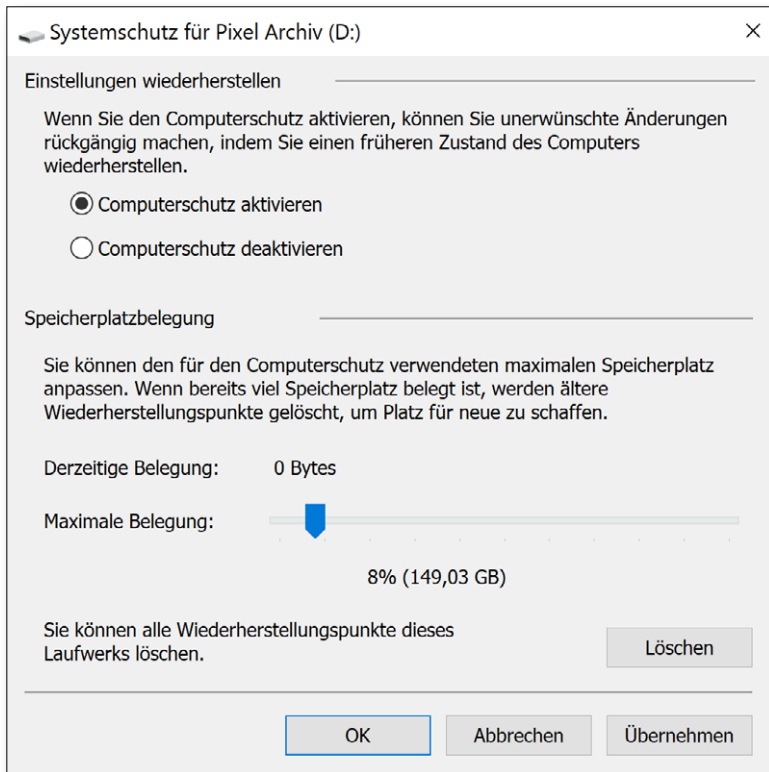 Systemschutz für Pixel Archiv (D:)
Einstellungen wiederherstellen
Wenn Sie den Computerschutz aktivieren, können Sie unerwünschte Änderungen
rückgängig machen, indem Sie einen früheren Zustand des Computers
wiederherstellen.
Computerschutz aktivieren
Computerschutz deaktivieren
Speicherplatzbelegung
Sie können den für den Computerschutz verwendeten maximalen Speicherplatz
anpassen. Wenn bereits viel Speicherplatz belegt ist, werden ältere
Wiederherstellungspunkte gelöscht, um Platz für neue zu schaffen.
Derzeitige Belegung: 0 Bytes
Maximale Belegung:
8% (149,03 GB)
Sie können alle Wiederherstellungspunkte dieses
Laufwerks löschen.
Löschen
OK Abbrechen Übernehmen